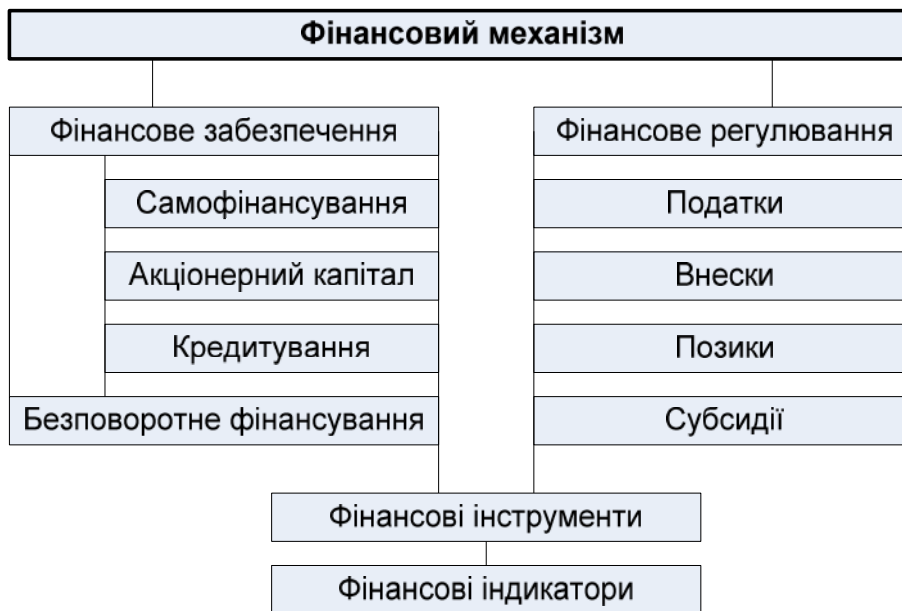 Фінансовий механізм
Фінансове забезпечення
Фінансове регулювання
Самофінансування
Податки
Акціонерний капітал
Внески
Кредитування
Позики
Безповоротне фінансування
Субсидії
Фінансові інструменти
Фінансові індикатори